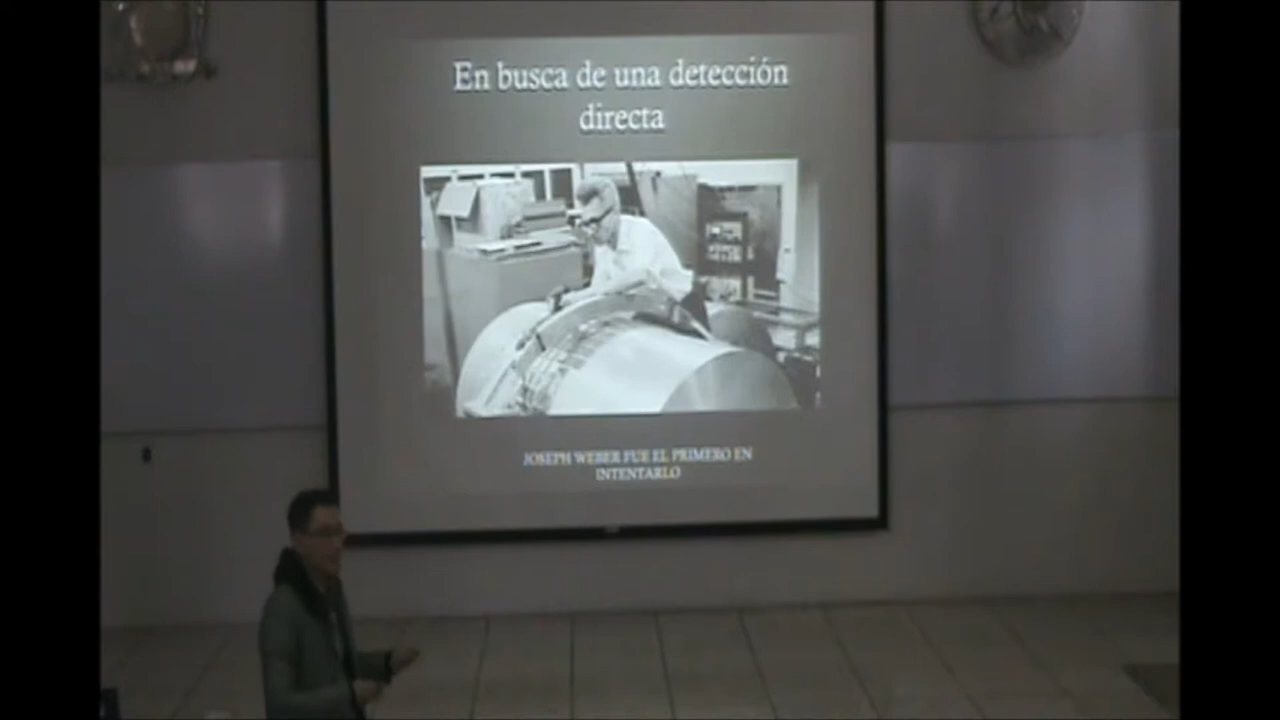 En busca de una detección
directa
JOSEPH WEBER FUE EL PRIMERO EN
INTENTARLO